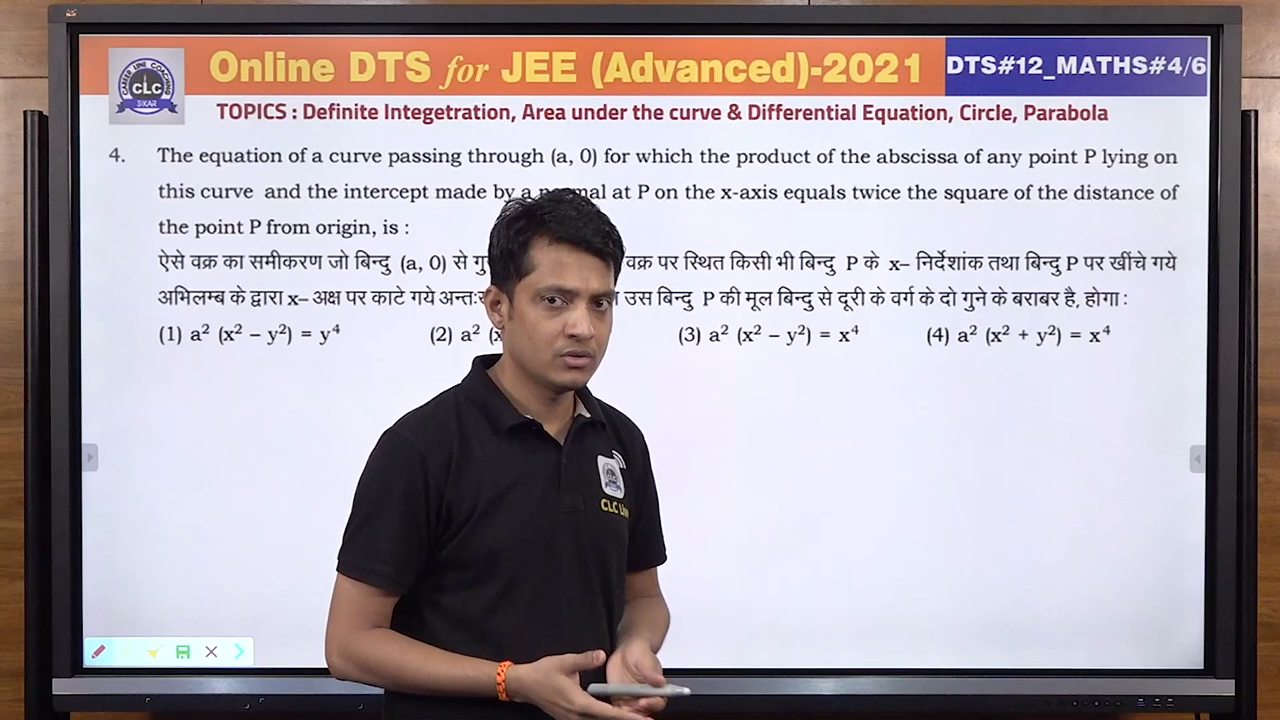 Online DTS for JEE (Advanced)-2021
DTS#12_MATHS#4/6
CAREER LINE COACHING
CLC
SIKAR
TOPICS : Definite Integetration, Area under the curve & Differential Equation, Circle, Parabola
4. The equation of a curve passing through (a, 0) for which the product of the abscissa of any point P lying on
this curve and the intercept made by a normal at P on the x-axis equals twice the square of the distance of
the point P from origin, is :
ऐसे वक्र का समीकरण जो बिन्दु (a, 0) से वक्र पर स्थित किसी भी बिन्दु P के x– निर्देशांक तथा बिन्दु P पर खींचे गये
अभिलम्ब के द्वारा x– अक्ष पर काटे गये उस बिन्दु P की मूल बिन्दु से दूरी के वर्ग के दो गुने के बराबर है, होगा :
(1) a² (x² – y²) = y⁴ (2) a² (x (3) a² (x² – y²) = x⁴ (4) a² (x² + y²) = x⁴
CLC